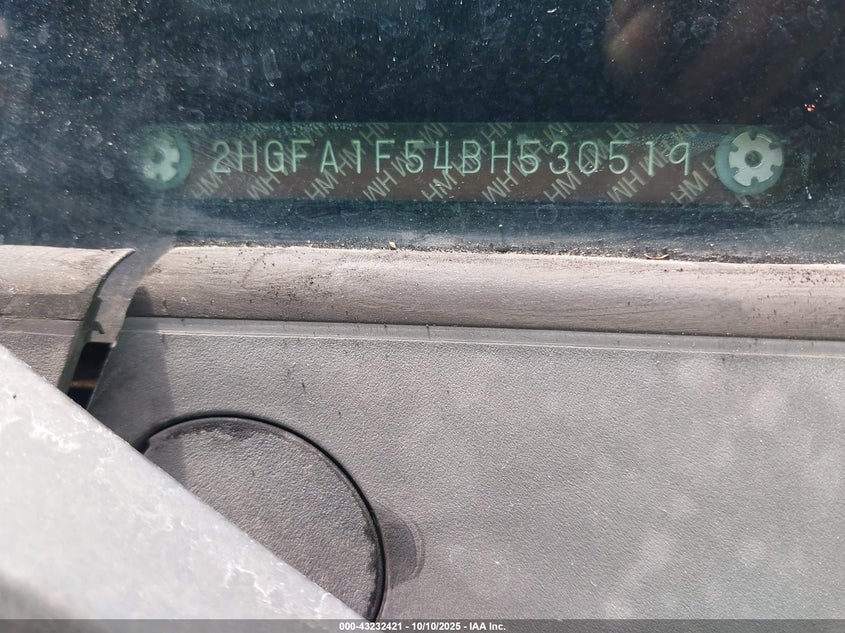 2HGFA1F54BH530519
000-43232421 - 10/10/2025 - IAA Inc.